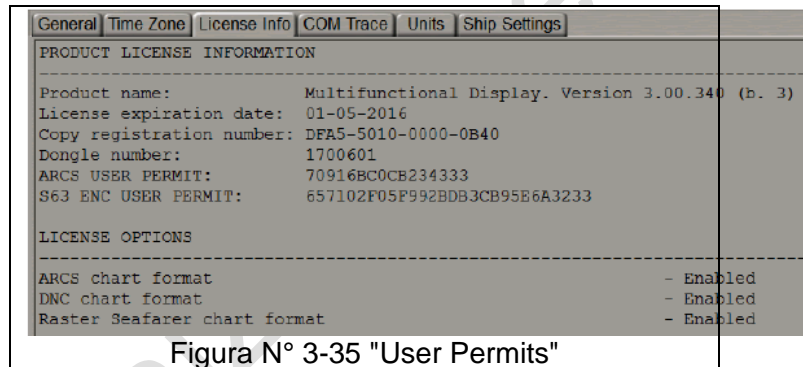 General Time Zone License Info COM Trace Units Ship Settings
PRODUCT LICENSE INFORMATION
Product name: Multifunctional Display. Version 3.00.340 (b. 3)
License expiration date: 01-05-2016
Copy registration number: DFA5-5010-0000-0B40
Dongle number: 1700601
ARCS USER PERMIT: 70916BC0CB234333
S63 ENC USER PERMIT: 657102F05F992BDB3CB95E6A3233
LICENSE OPTIONS
ARCS chart format - Enabled
DNC chart format - Enabled
Raster Seafarer chart format - Enabled
Figura N° 3-35 "User Permits"